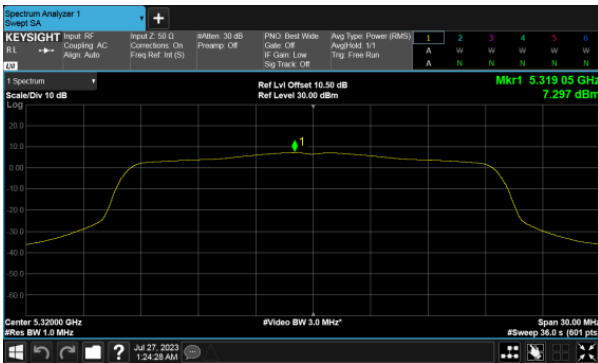 Spectrum Analyzer 1
Swept SA
KEYSIGHT Input: RF Input Z: 50 Ω #Atten: 30 dB PNO: Best Wide Avg Type: Power (RMS) 1 2 3 4 5 6
RL Coupling: AC Corrections: On Preamp: Off Gate: Off Avg|Hold: 1/1 A W W W W W
Align: Auto Freq Ref: Int (S) IF Gain: Low Trig: Free Run
LXI Sig Track: Off A N N N N N
1 Spectrum Ref Lvl Offset 10.50 dB Mkr1 5.319 05 GHz
Scale/Div 10 dB Ref Level 30.00 dBm 7.297 dBm
Log
20.0
10.0 1
0.00
-10.0
-20.0
-30.0
-40.0
-50.0
-60.0
Center 5.32000 GHz #Video BW 3.0 MHz* Span 30.00 MHz
#Res BW 1.0 MHz #Sweep 36.0 s (601 pts)
Jul 27, 2023
1:24:28 AM